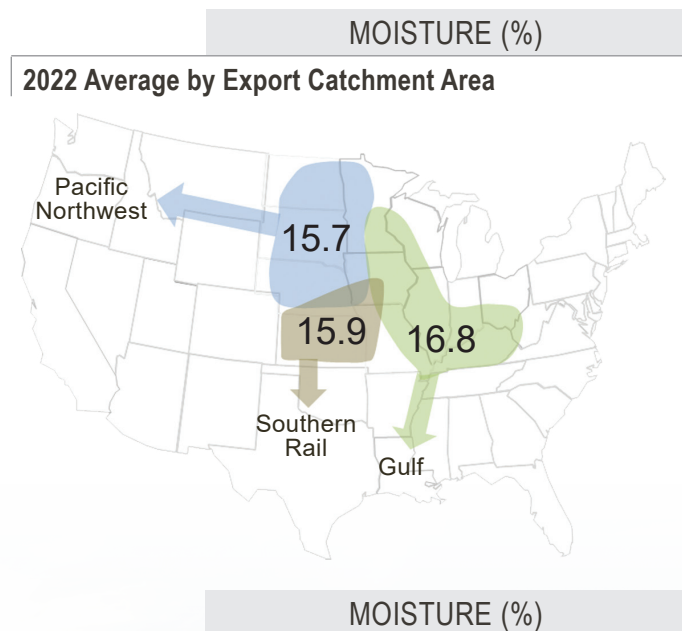 MOISTURE (%)
2022 Average by Export Catchment Area
Pacific
Northwest
15.7
15.9
16.8
Southern
Rail
Gulf
MOISTURE (%)